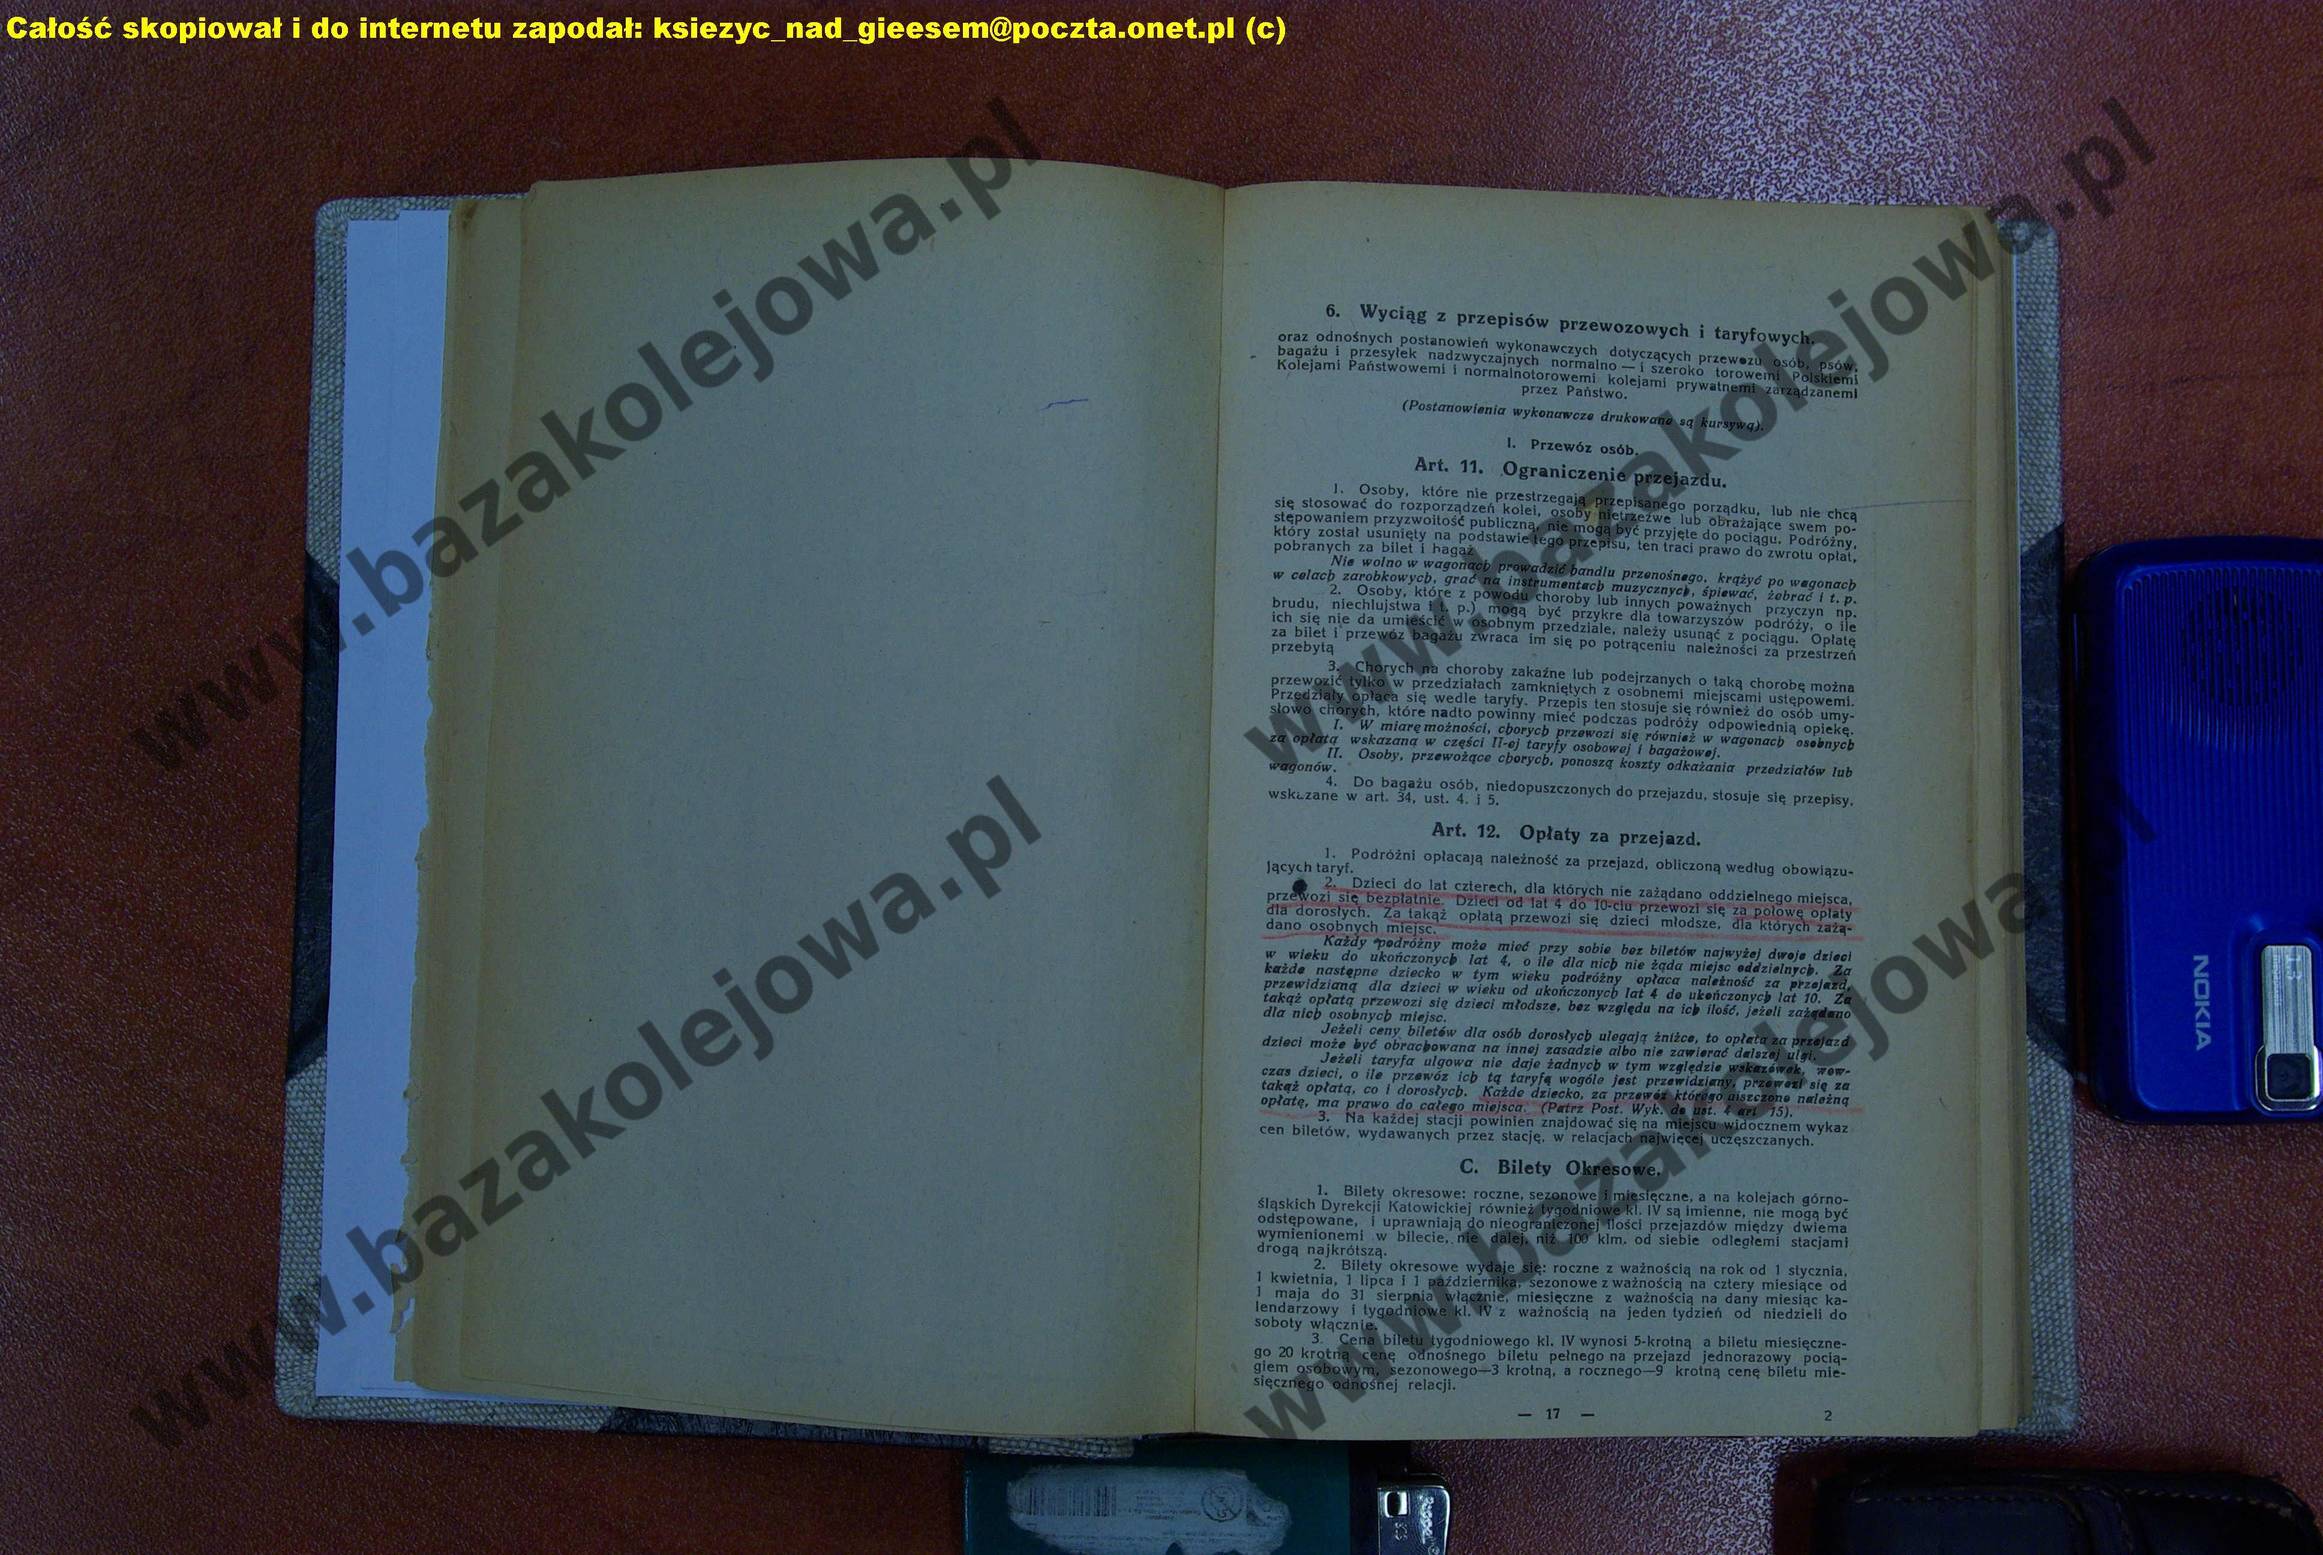 Całość skopiował i do internetu zapodał: ksiezyc_nad_gieesem@poczta.onet.pl (c)
www.bazakolejowa.pl
www.bazakolejowa.pl
www.bazakolejowa.pl
www.bazakolejowa.pl
6. Wyciąg z przepisów przewozowych i taryfowych.
oraz odnośnych postanowień wykonawczych dotyczących przewozu osób, psów,
bagażu i przesyłek nadzwyczajnych normalno — i szeroko torowemi Polskiemi
Kolejami Państwowemi i normalnotorowemi kolejami prywatnemi zarządzanemi
przez Państwo.
(Postanowienia wykonawcze drukowane są kursywą).
I. Przewóz osób.
Art. 11. Ograniczenie przejazdu.
1. Osoby, które nie przestrzegają przepisanego porządku, lub nie chcą
się stosować do rozporządzeń kolei, osoby nietrzeźwe lub obrażające swem po-
stępowaniem przyzwoitość publiczną, nie mogą być przyjęte do pociągu. Podróżny,
który został usunięty na podstawie tego przepisu, ten traci prawo do zwrotu opłat,
pobranych za bilet i bagaż
Nie wolno w wagonach prowadzić handlu przenośnego, krążyć po wagonach
w celach zarobkowych, grać na instrumentach muzycznych, śpiewać, żebrać i t. p.
2. Osoby, które z powodu choroby lub innych poważnych przyczyn np.
brudu, niechlujstwa i t. p.) mogą być przykre dla towarzyszów podróży, o ile
ich się nie da umieścić w osobnym przedziale, należy usunąć z pociągu. Opłatę
za bilet i przewóz bagażu zwraca im się po potrąceniu należności za przestrzeń
przebytą
3. Chorych na choroby zakaźne lub podejrzanych o taką chorobę można
przewozić tylko w przedziałach zamkniętych z osobnemi miejscami ustępowemi.
Przedziały opłaca się wedle taryfy. Przepis ten stosuje się również do osób umy-
słowo chorych, które nadto powinny mieć podczas podróży odpowiednią opiekę.
I. W miarę możności, chorych przewozi się również w wagonach osobnych
za opłatą wskazaną w części II-ej taryfy osobowej i bagażowej.
II. Osoby, przewożące chorych, ponoszą koszty odkażania przedziałów lub
wagonów.
4. Do bagażu osób, niedopuszczonych do przejazdu, stosuje się przepisy,
wskazane w art. 34, ust. 4. i 5.
Art. 12. Opłaty za przejazd.
1. Podróżni opłacają należność za przejazd, obliczoną według obowiązu-
jących taryf.
2. Dzieci do lat czterech, dla których nie zażądano oddzielnego miejsca,
przewozi się bezpłatnie. Dzieci od lat 4 do 10-ciu przewozi się za połowę opłaty
dla dorosłych. Za takąż opłatą przewozi się dzieci młodsze, dla których zażą-
dano osobnych miejsc.
Każdy podróżny może mieć przy sobie bez biletów najwyżej dwoje dzieci
w wieku do ukończonych lat 4, o ile dla nich nie żąda miejsc oddzielnych. Za
każde następne dziecko w tym wieku podróżny opłaca należność za przejazd,
przewidzianą dla dzieci w wieku od ukończonych lat 4 do ukończonych lat 10. Za
takąż opłatą przewozi się dzieci młodsze, bez względu na ich ilość, jeżeli zażądano
dla nich osobnych miejsc.
Jeżeli ceny biletów dla osób dorosłych ulegają zniżce, to opłata za przejazd
dzieci może być obrachowana na innej zasadzie albo nie zawierać dalszej ulgi.
Jeżeli taryfa ulgowa nie daje żadnych w tym względzie wskazówek, wów-
czas dzieci, o ile przewóz ich tą taryfą wogóle jest przewidziany, przewozi się za
takąż opłatą, co i dorosłych. Każde dziecko, za przewóz którego uiszczono należną
opłatę, ma prawo do całego miejsca. (Patrz Post. Wyk. do ust. 4 art 15).
3. Na każdej stacji powinien znajdować się na miejscu widocznem wykaz
cen biletów, wydawanych przez stację, w relacjach najwięcej uczęszczanych.
C. Bilety Okresowe.
1. Bilety okresowe: roczne, sezonowe i miesięczne, a na kolejach górno-
śląskich Dyrekcji Katowickiej również tygodniowe kl. IV są imienne, nie mogą być
odstępowane, i uprawniają do nieograniczonej ilości przejazdów między dwiema
wymienionemi w bilecie, nie dalej, niż 100 klm. od siebie odległemi stacjami
drogą najkrótszą.
2. Bilety okresowe wydaje się: roczne z ważnością na rok od 1 stycznia,
1 kwietnia, 1 lipca i 1 października, sezonowe z ważnością na cztery miesiące od
1 maja do 31 sierpnia włącznie, miesięczne z ważnością na dany miesiąc ka-
lendarzowy i tygodniowe kl. IV z ważnością na jeden tydzień od niedzieli do
soboty włącznie.
3. Cena biletu tygodniowego kl. IV wynosi 5-krotną a biletu miesięczne-
go 20 krotną cenę odnośnego biletu pełnego na przejazd jednorazowy pocią-
giem osobowym, sezonowego—3 krotną, a rocznego—9 krotną cenę biletu mie-
sięcznego odnośnej relacji.
— 17 —
2
NOKIA